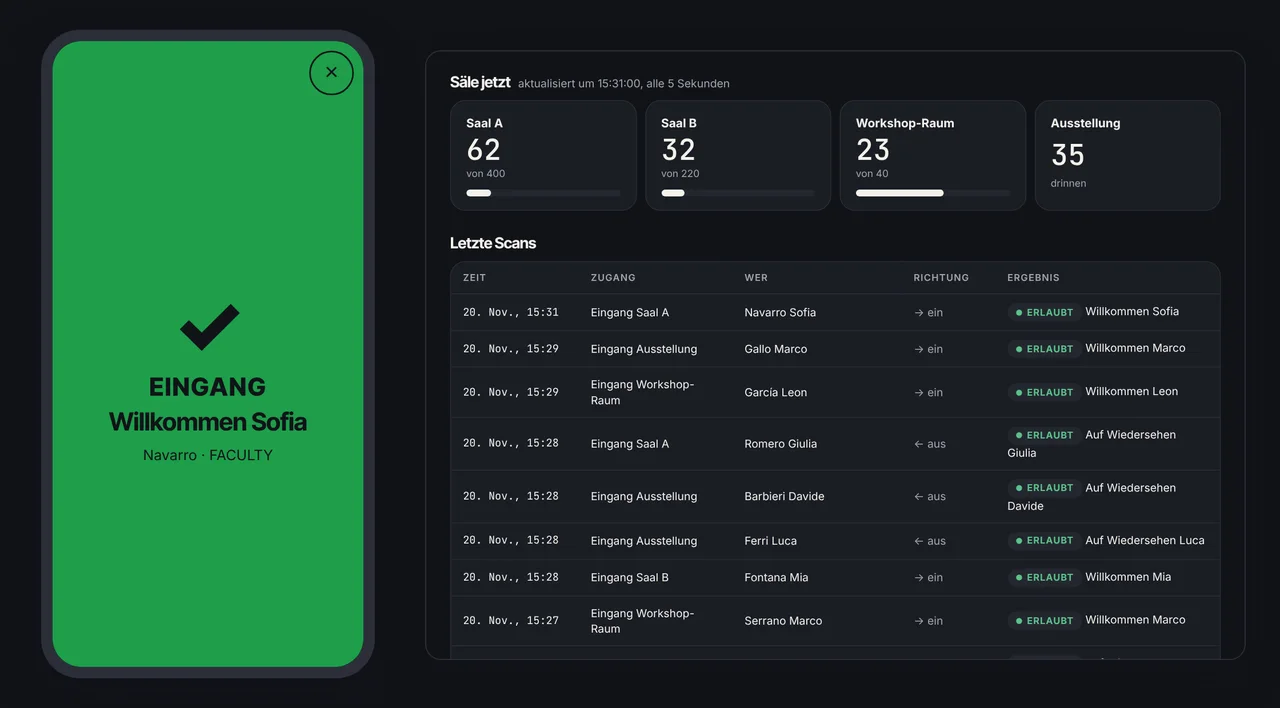 EINGANG
Willkommen Sofia
Navarro · FACULTY
Säle jetzt aktualisiert um 15:31:00, alle 5 Sekunden
Saal A
62
von 400
Saal B
32
von 220
Workshop-Raum
23
von 40
Ausstellung
35
drinnen
Letzte Scans
ZEIT ZUGANG WER RICHTUNG ERGEBNIS
20. Nov., 15:31 Eingang Saal A Navarro Sofia → ein ERLAUBT Willkommen Sofia
20. Nov., 15:29 Eingang Ausstellung Gallo Marco → ein ERLAUBT Willkommen Marco
20. Nov., 15:29 Eingang Workshop-
Raum García Leon → ein ERLAUBT Willkommen Leon
20. Nov., 15:28 Eingang Saal A Romero Giulia ← aus ERLAUBT Auf Wiedersehen
Giulia
20. Nov., 15:28 Eingang Ausstellung Barbieri Davide ← aus ERLAUBT Auf Wiedersehen
Davide
20. Nov., 15:28 Eingang Ausstellung Ferri Luca ← aus ERLAUBT Auf Wiedersehen Luca
20. Nov., 15:28 Eingang Saal B Fontana Mia → ein ERLAUBT Willkommen Mia
20. Nov., 15:27 Eingang Workshop-
Raum Serrano Marco → ein ERLAUBT Willkommen Marco